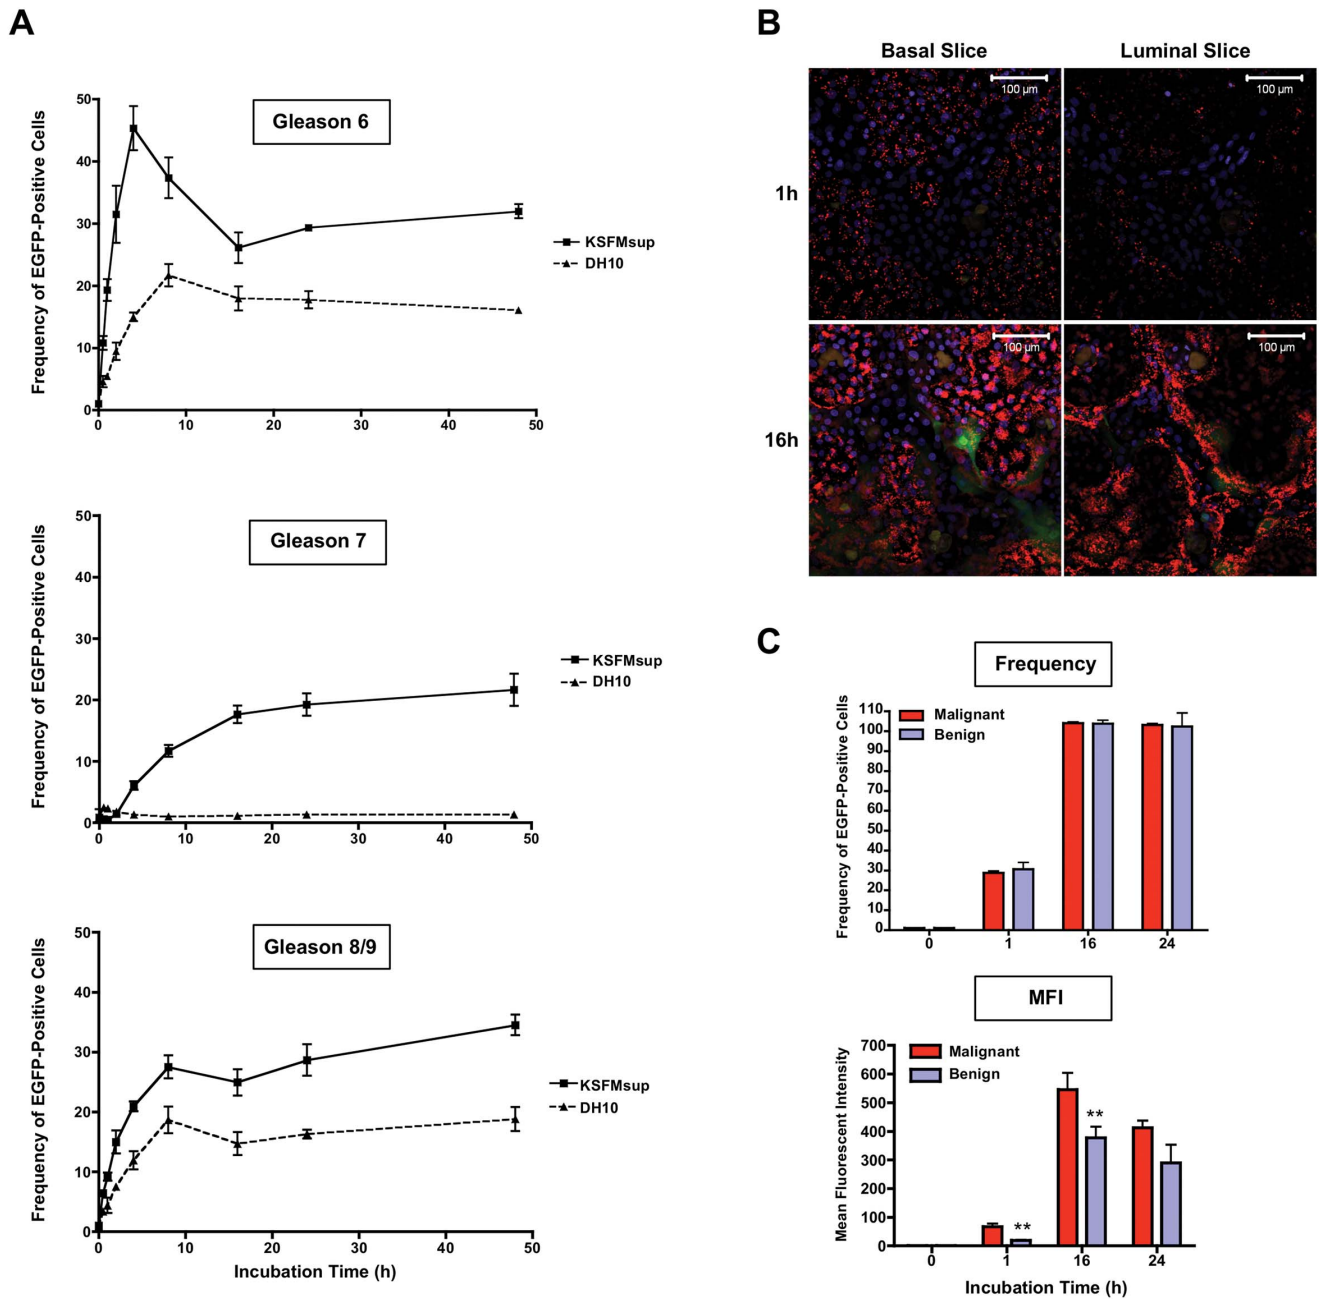 A
Frequency of EGFP-Positive Cells
50
40
30
20
10
0
0 10 20 30 40 50
Gleason 6
KSFMsup
DH10
Frequency of EGFP-Positive Cells
50
40
30
20
10
0
0 10 20 30 40 50
Gleason 7
KSFMsup
DH10
Frequency of EGFP-Positive Cells
50
40
30
20
10
0
0 10 20 30 40 50
Gleason 8/9
KSFMsup
DH10
Incubation Time (h)
B
Basal Slice Luminal Slice
1h
100 µm 100 µm
16h
100 µm 100 µm
C
Frequency
Frequency of EGFP-Positive Cells
110
100
90
80
70
60
50
40
30
20
10
0
Malignant
Benign
0 1 16 24
MFI
Mean Fluorescent Intensity
700
600
500
400
300
200
100
0
Malignant
Benign
**
**
0 1 16 24
Incubation Time (h)